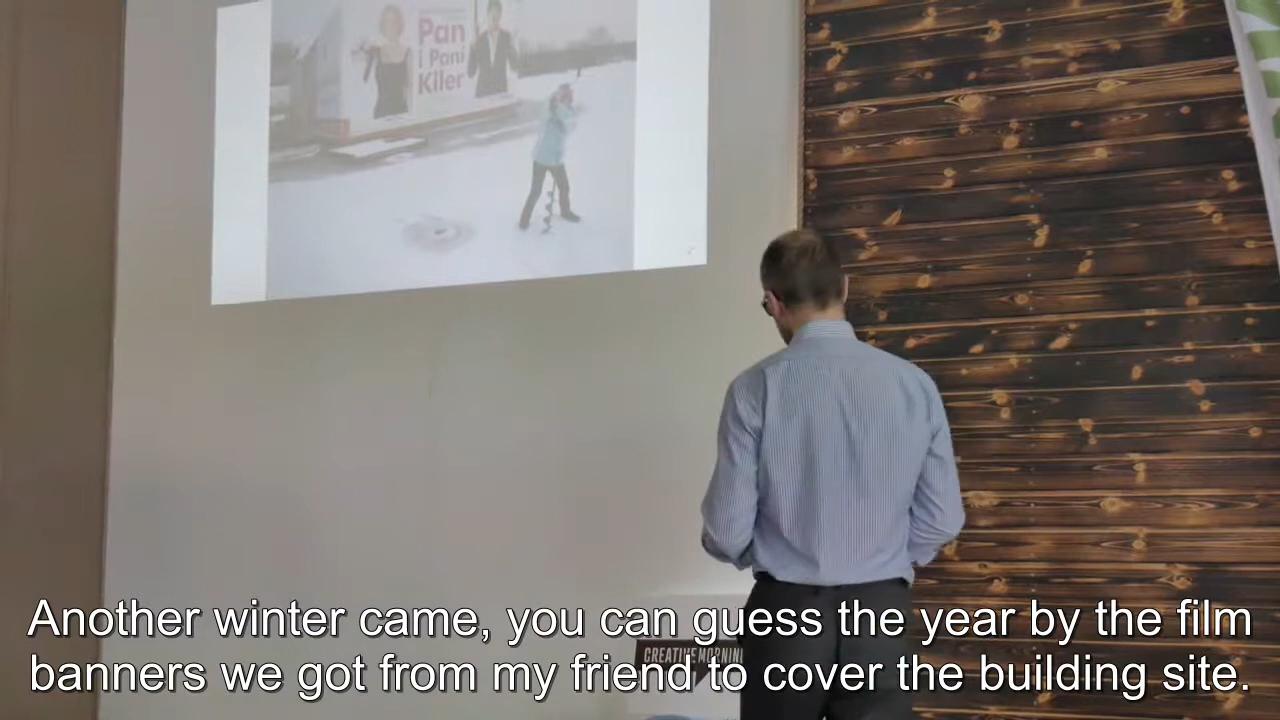 Pan
i Pani
Kiler
CREATIVEMORNIN
Another winter came, you can guess the year by the film
banners we got from my friend to cover the building site.